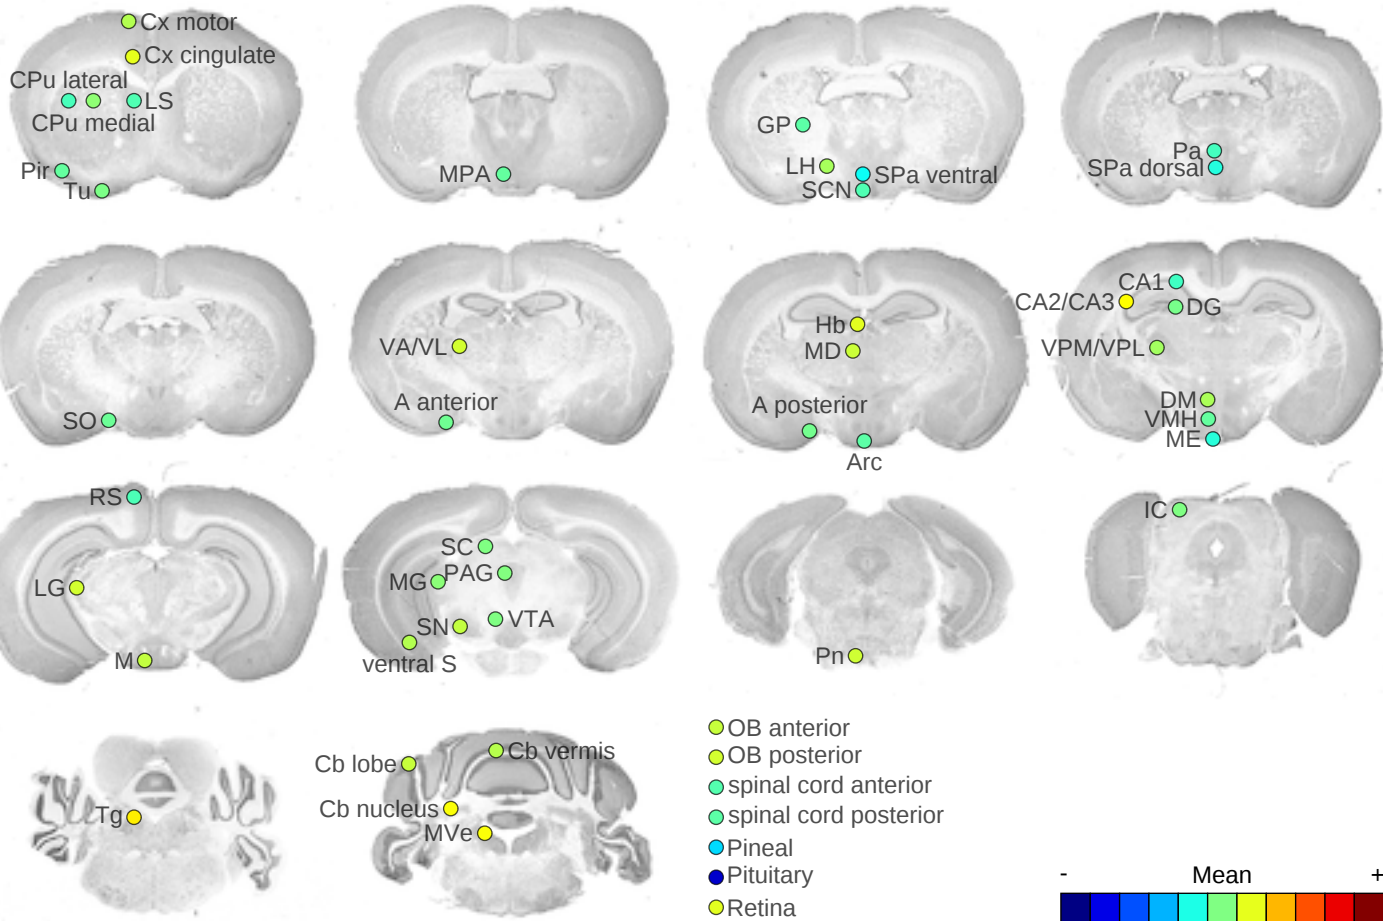 Cx motor
Cx cingulate
CPu lateral
LS
CPu medial
Pir
Tu
MPA
GP
LH
SPa ventral
SCN
Pa
SPa dorsal
SO
VA/VL
A anterior
Hb
MD
A posterior
Arc
CA1
CA2/CA3
DG
VPM/VPL
DM
VMH
ME
RS
LG
M
SC
MG
PAG
SN
VTA
ventral S
Pn
IC
Tg
Cb lobe
Cb vermis
Cb nucleus
MVe
OB anterior
OB posterior
spinal cord anterior
spinal cord posterior
Pineal
Pituitary
Retina
- Mean +